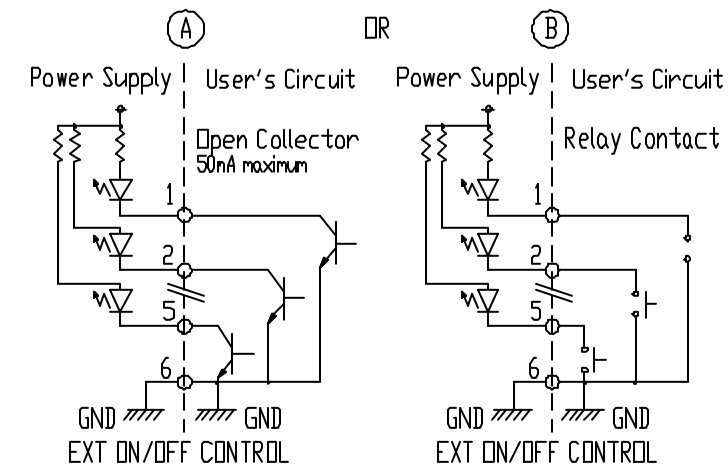 A OR B
Power Supply User's Circuit Power Supply User's Circuit
Open Collector
50mA maximum
Relay Contact
1 1
2 2
5 5
6 6
GND GND GND GND
EXT ON/OFF CONTROL EXT ON/OFF CONTROL